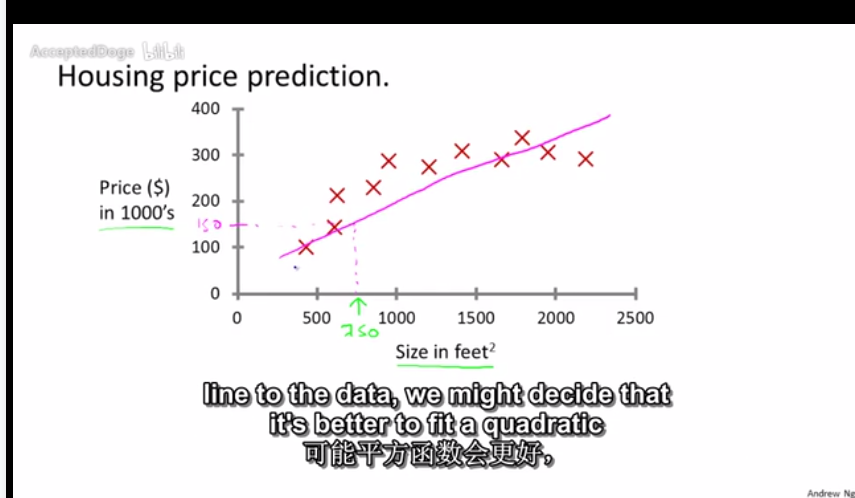 AcceptedDoge bilibili
Housing price prediction.
400
300
Price ($)
in 1000's
200
150
100
0
0 500 1000 1500 2000 2500
750
Size in feet²
line to the data, we might decide that
it's better to fit a quadratic
可能平方函数会更好，
Andrew Ng